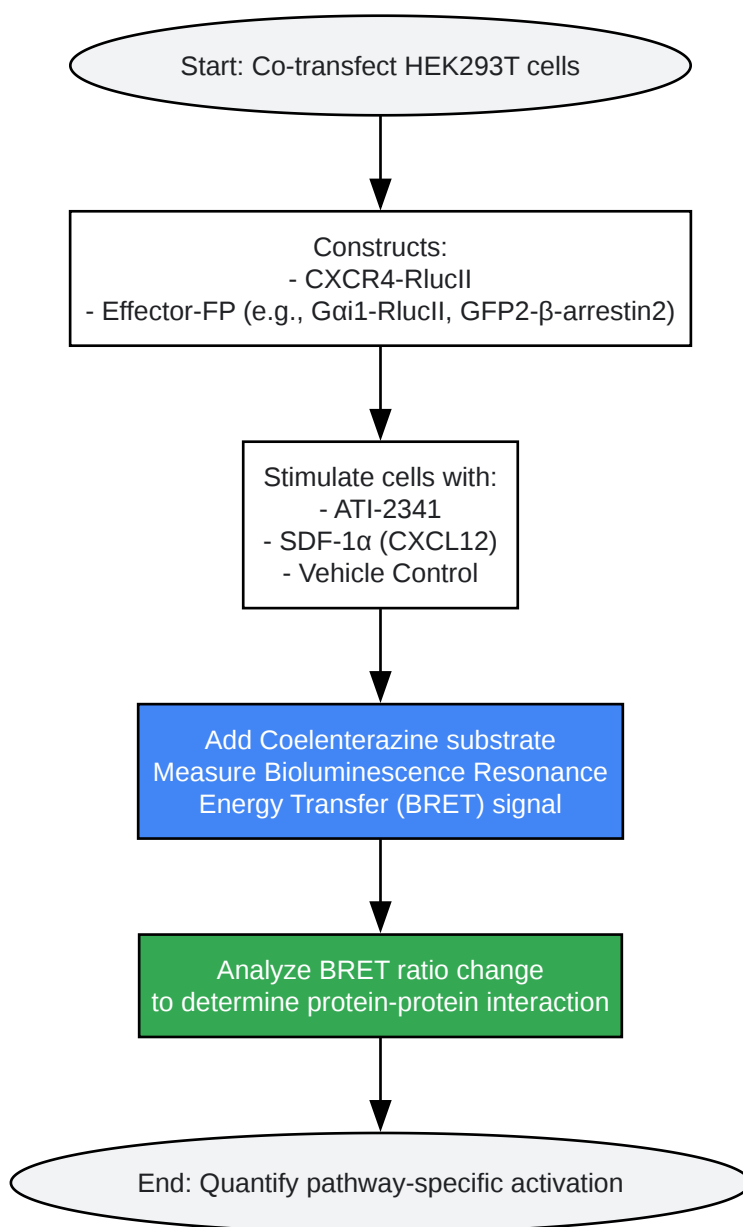 Start: Co-transfect HEK293T cells
Constructs:
- CXCR4-RlucII
- Effector-FP (e.g., Gαi1-RlucII, GFP2-β-arrestin2)
Stimulate cells with:
- ATI-2341
- SDF-1α (CXCL12)
- Vehicle Control
Add Coelenterazine substrate
Measure Bioluminescence Resonance
Energy Transfer (BRET) signal
Analyze BRET ratio change
to determine protein-protein interaction
End: Quantify pathway-specific activation